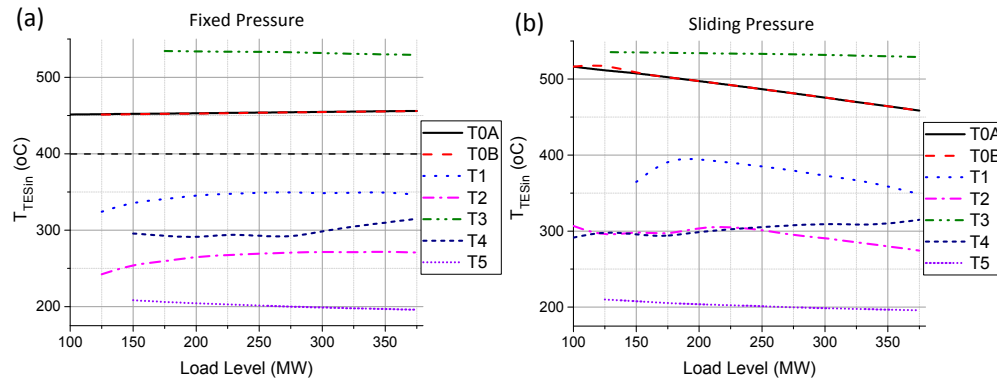 (a)
Fixed Pressure
500
400
300
200
100 150 200 250 300 350
T_TESin
(oC)
Load Level (MW)
T0A
T0B
T1
T2
T3
T4
T5
(b)
Sliding Pressure
500
400
300
200
100 150 200 250 300 350
T_TESin
(oC)
Load Level (MW)
T0A
T0B
T1
T2
T3
T4
T5